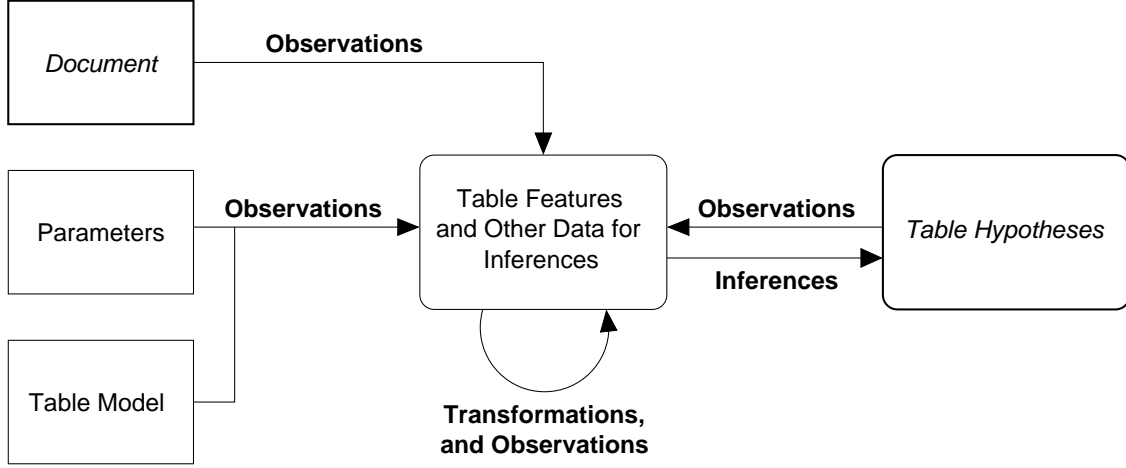 Document
Observations
Parameters
Observations
Table Features
and Other Data for
Inferences
Observations
Inferences
Table Hypotheses
Table Model
Transformations,
and Observations